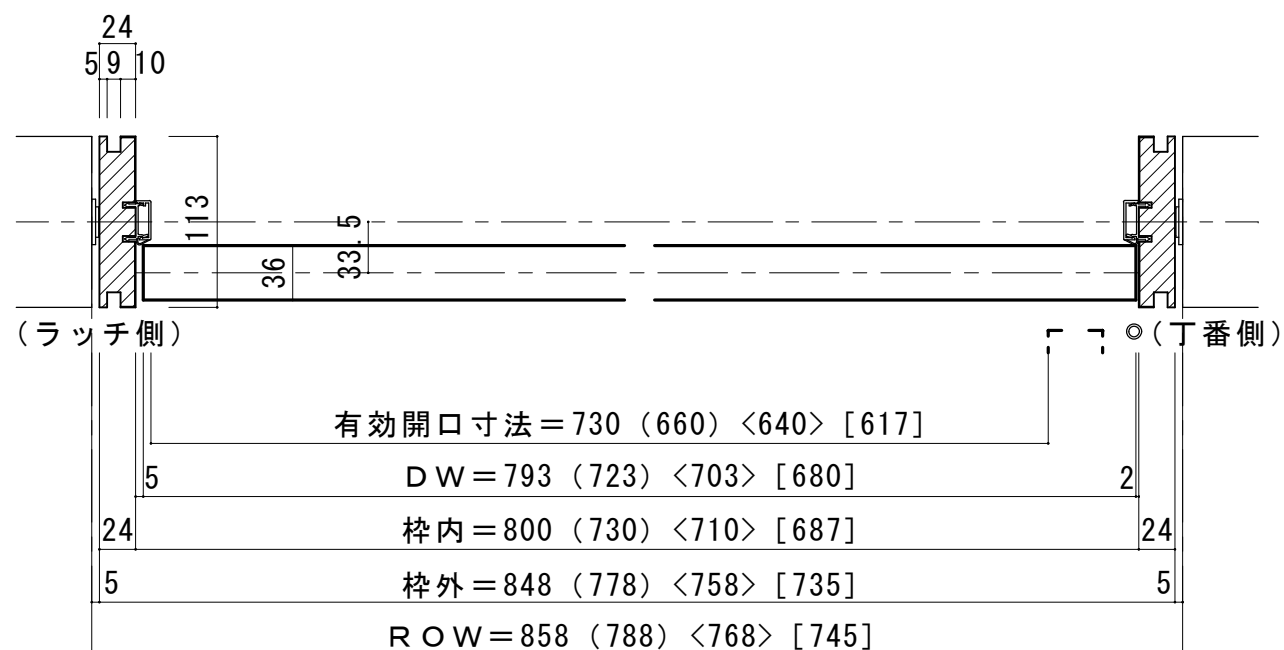 24
5 9 10
113
33.5
36
(ラッチ側)
◎(丁番側)
有効開口寸法=730 (660) <640> [617]
5 DW=793 (723) <703> [680] 2
24 枠内=800 (730) <710> [687] 24
5 枠外=848 (778) <758> [735] 5
ROW=858 (788) <768> [745]